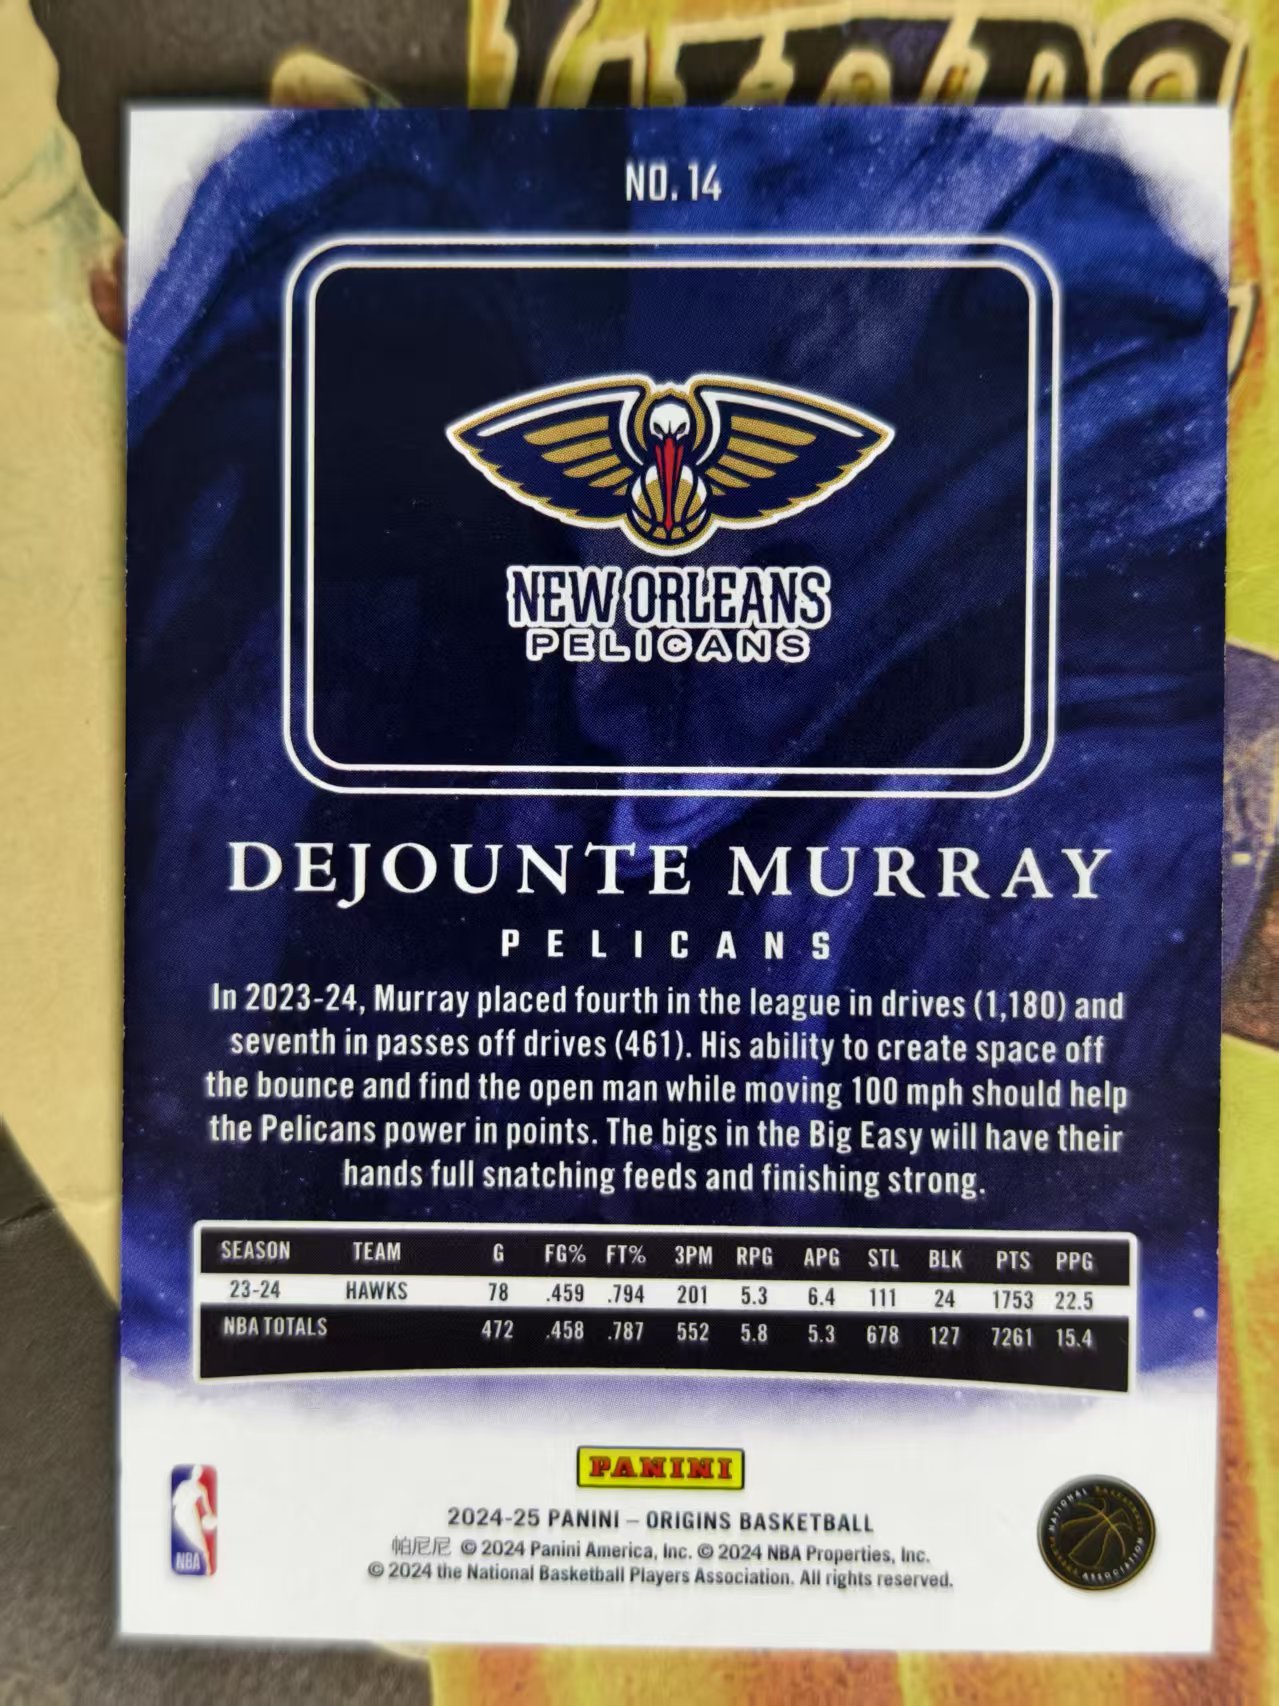 NO. 14
NEW ORLEANS
PELICANS
DEJOUNTE MURRAY
PELICANS
In 2023-24, Murray placed fourth in the league in drives (1,180) and
seventh in passes off drives (461). His ability to create space off
the bounce and find the open man while moving 100 mph should help
the Pelicans power in points. The bigs in the Big Easy will have their
hands full snatching feeds and finishing strong.
SEASON TEAM G FG% FT% 3PM RPG APG STL BLK PTS PPG
23-24 HAWKS 78 .459 .794 201 5.3 6.4 111 24 1753 22.5
NBA TOTALS 472 .458 .787 552 5.8 5.3 678 127 7261 15.4
PANINI
2024-25 PANINI – ORIGINS BASKETBALL
帕尼尼 © 2024 Panini America, Inc. © 2024 NBA Properties, Inc.
© 2024 the National Basketball Players Association. All rights reserved.
NBA
NATIONAL BASKETBALL
PLAYERS ASSOCIATION